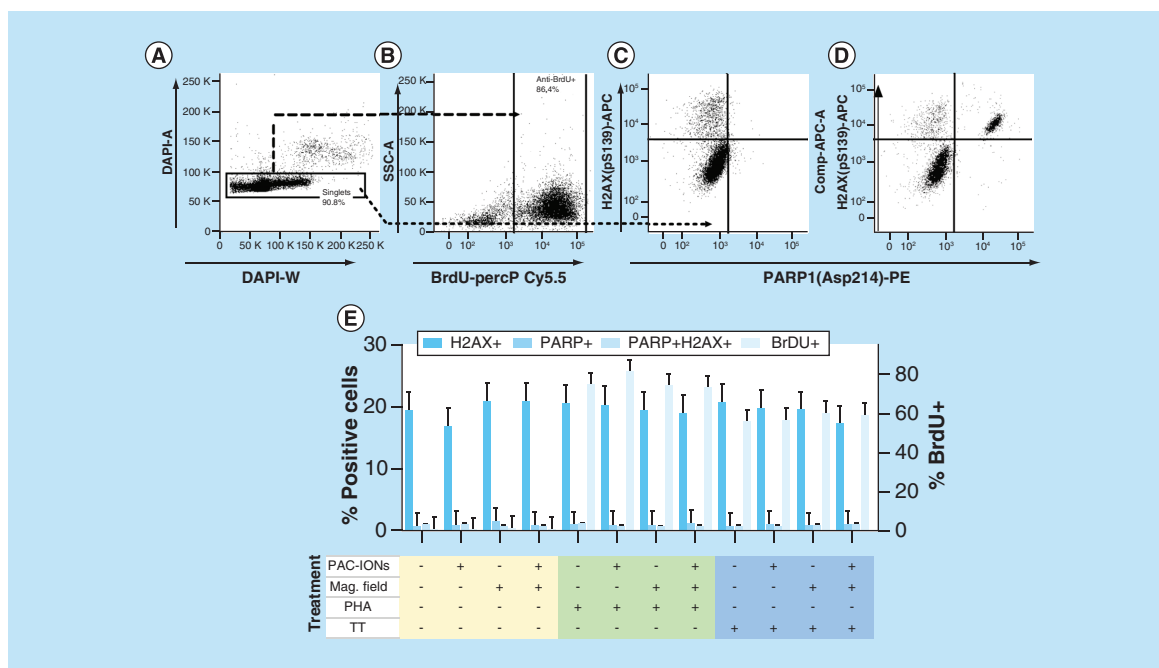 A
B
C
D
250 K
200 K
150 K
100 K
50 K
0
DAPI-A
Singlets
90.8%
0 50 K 100 K 150 K 200 K 250 K
DAPI-W
250 K
200 K
150 K
100 K
50 K
0
SSC-A
Anti-BrdU+
86,4%
0 10² 10³ 10⁴ 10⁵
BrdU-percP Cy5.5
10⁵
10⁴
10³
10²
0
H2AX(pS139)-APC
0 10² 10³ 10⁴ 10⁵
10⁵
10⁴
10³
10²
0
Comp-APC-A
H2AX(pS139)-APC
0 10² 10³ 10⁴ 10⁵
PARP1(Asp214)-PE
E
H2AX+ PARP+ PARP+H2AX+ BrDU+
30
20
10
0
% Positive cells
80
60
40
20
0
% BrdU+
Treatment
PAC-IONs - + - + - + - + - + - +
Mag. field - - + + - - + + - - + +
PHA - - - - + + + + - - - -
TT - - - - - - - - + + + +